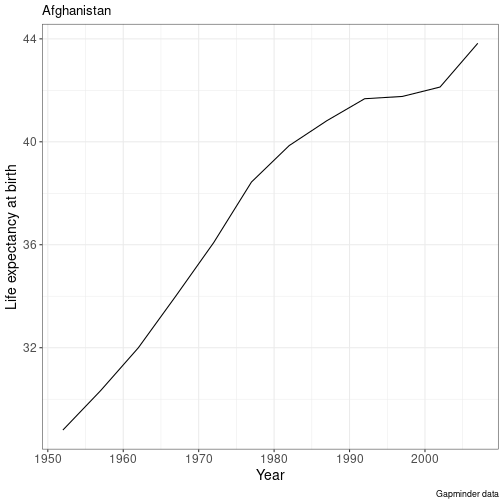 Afghanistan
44
40
36
32
Life expectancy at birth
1950 1960 1970 1980 1990 2000
Year
Gapminder data